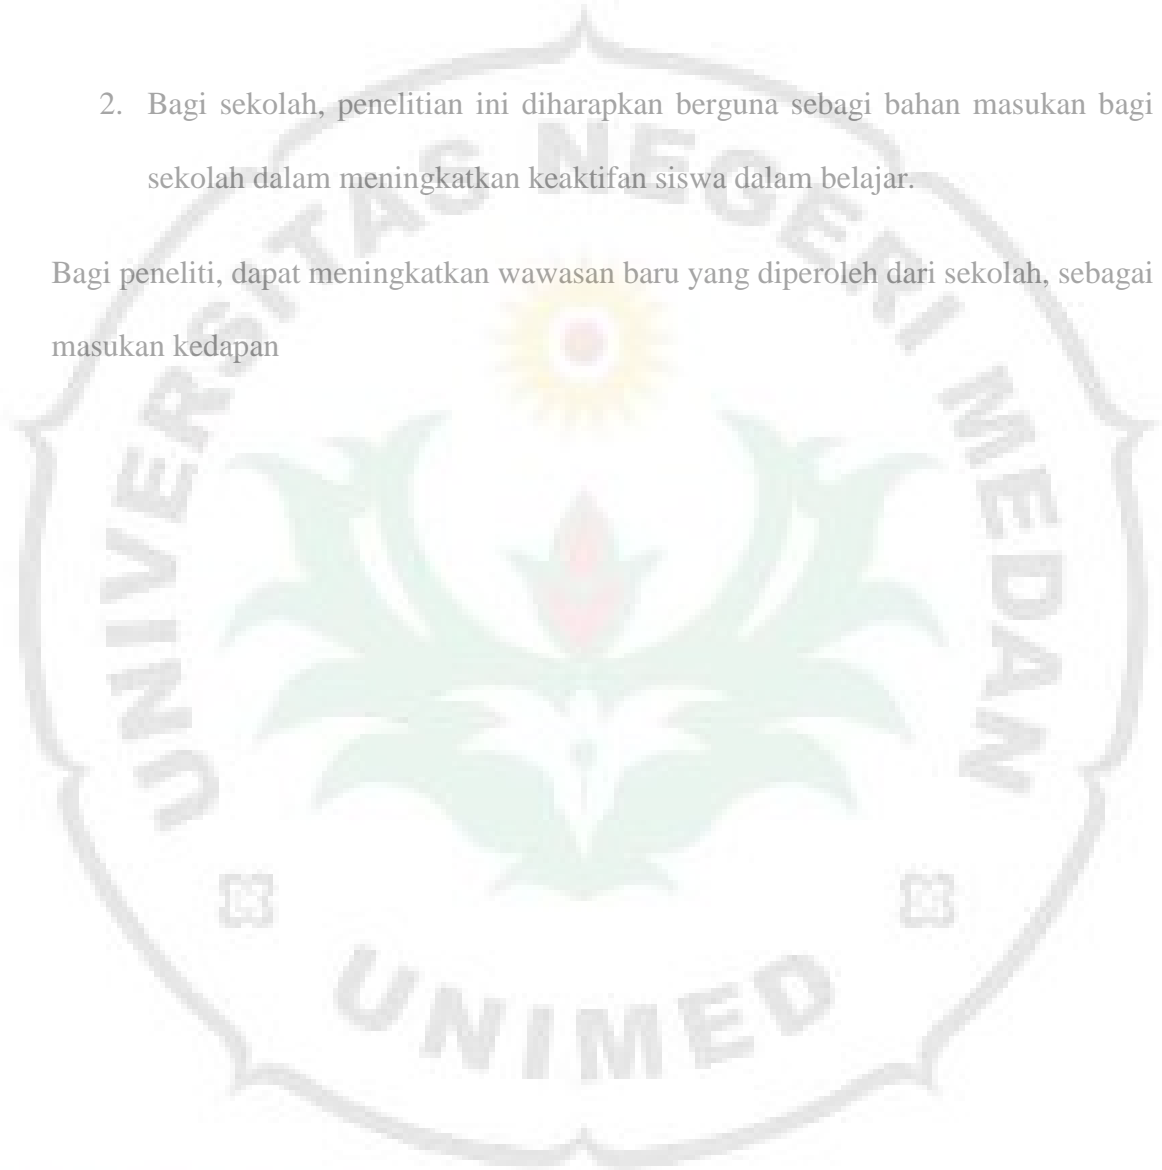 2. Bagi sekolah, penelitian ini diharapkan berguna sebagi bahan masukan bagi
sekolah dalam meningkatkan keaktifan siswa dalam belajar.
Bagi peneliti, dapat meningkatkan wawasan baru yang diperoleh dari sekolah, sebagai
masukan kedapan
UNIVERSITAS NEGERI MEDAN
UNIMED